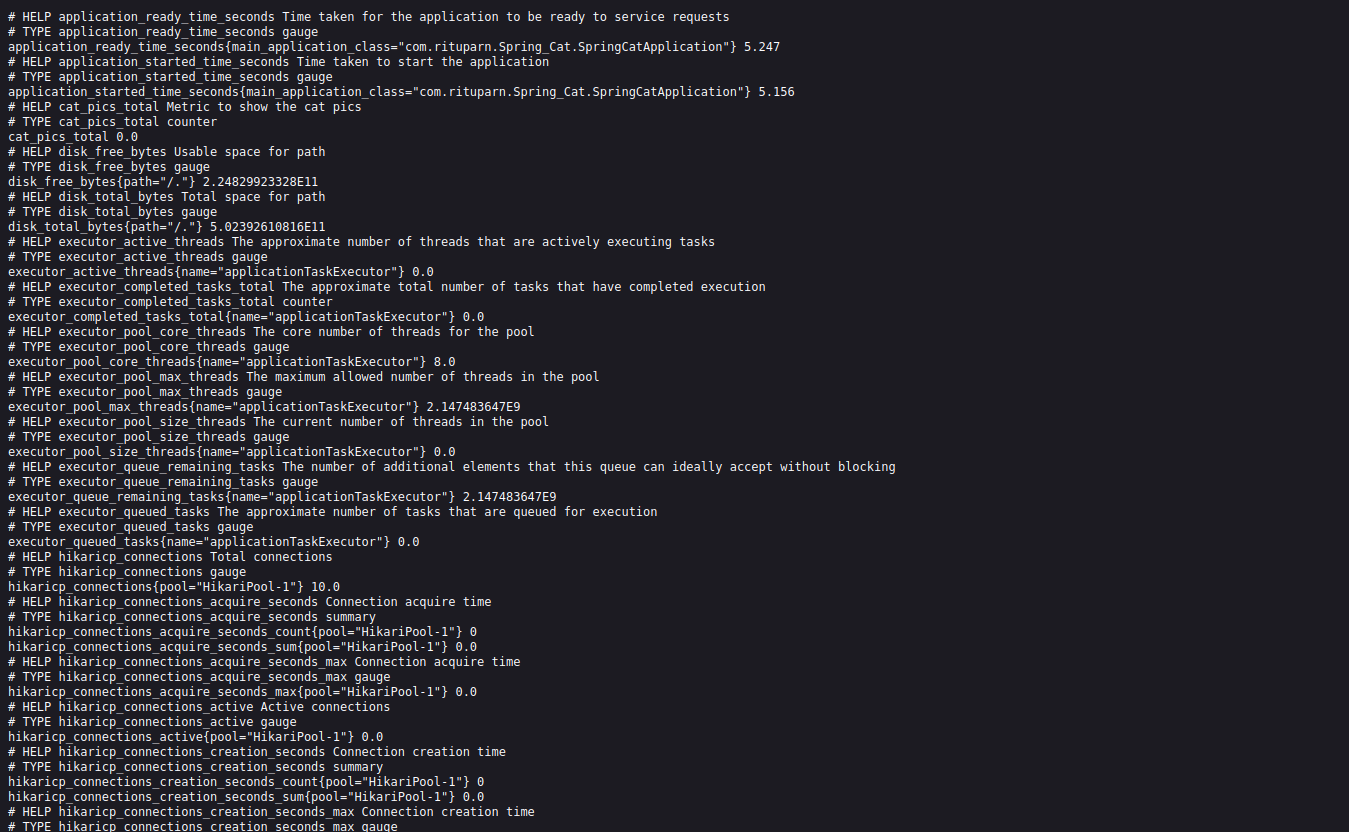 # HELP application_ready_time_seconds Time taken for the application to be ready to service requests
# TYPE application_ready_time_seconds gauge
application_ready_time_seconds{main_application_class="com.rituparn.Spring_Cat.SpringCatApplication"} 5.247
# HELP application_started_time_seconds Time taken to start the application
# TYPE application_started_time_seconds gauge
application_started_time_seconds{main_application_class="com.rituparn.Spring_Cat.SpringCatApplication"} 5.156
# HELP cat_pics_total Metric to show the cat pics
# TYPE cat_pics_total counter
cat_pics_total 0.0
# HELP disk_free_bytes Usable space for path
# TYPE disk_free_bytes gauge
disk_free_bytes{path="/."} 2.24829923328E11
# HELP disk_total_bytes Total space for path
# TYPE disk_total_bytes gauge
disk_total_bytes{path="/."} 5.02392610816E11
# HELP executor_active_threads The approximate number of threads that are actively executing tasks
# TYPE executor_active_threads gauge
executor_active_threads{name="applicationTaskExecutor"} 0.0
# HELP executor_completed_tasks_total The approximate total number of tasks that have completed execution
# TYPE executor_completed_tasks_total counter
executor_completed_tasks_total{name="applicationTaskExecutor"} 0.0
# HELP executor_pool_core_threads The core number of threads for the pool
# TYPE executor_pool_core_threads gauge
executor_pool_core_threads{name="applicationTaskExecutor"} 8.0
# HELP executor_pool_max_threads The maximum allowed number of threads in the pool
# TYPE executor_pool_max_threads gauge
executor_pool_max_threads{name="applicationTaskExecutor"} 2.147483647E9
# HELP executor_pool_size_threads The current number of threads in the pool
# TYPE executor_pool_size_threads gauge
executor_pool_size_threads{name="applicationTaskExecutor"} 0.0
# HELP executor_queue_remaining_tasks The number of additional elements that this queue can ideally accept without blocking
# TYPE executor_queue_remaining_tasks gauge
executor_queue_remaining_tasks{name="applicationTaskExecutor"} 2.147483647E9
# HELP executor_queued_tasks The approximate number of tasks that are queued for execution
# TYPE executor_queued_tasks gauge
executor_queued_tasks{name="applicationTaskExecutor"} 0.0
# HELP hikaricp_connections Total connections
# TYPE hikaricp_connections gauge
hikaricp_connections{pool="HikariPool-1"} 10.0
# HELP hikaricp_connections_acquire_seconds Connection acquire time
# TYPE hikaricp_connections_acquire_seconds summary
hikaricp_connections_acquire_seconds_count{pool="HikariPool-1"} 0
hikaricp_connections_acquire_seconds_sum{pool="HikariPool-1"} 0.0
# HELP hikaricp_connections_acquire_seconds_max Connection acquire time
# TYPE hikaricp_connections_acquire_seconds_max gauge
hikaricp_connections_acquire_seconds_max{pool="HikariPool-1"} 0.0
# HELP hikaricp_connections_active Active connections
# TYPE hikaricp_connections_active gauge
hikaricp_connections_active{pool="HikariPool-1"} 0.0
# HELP hikaricp_connections_creation_seconds Connection creation time
# TYPE hikaricp_connections_creation_seconds summary
hikaricp_connections_creation_seconds_count{pool="HikariPool-1"} 0
hikaricp_connections_creation_seconds_sum{pool="HikariPool-1"} 0.0
# HELP hikaricp_connections_creation_seconds_max Connection creation time
# TYPE hikaricp_connections_creation_seconds_max gauge